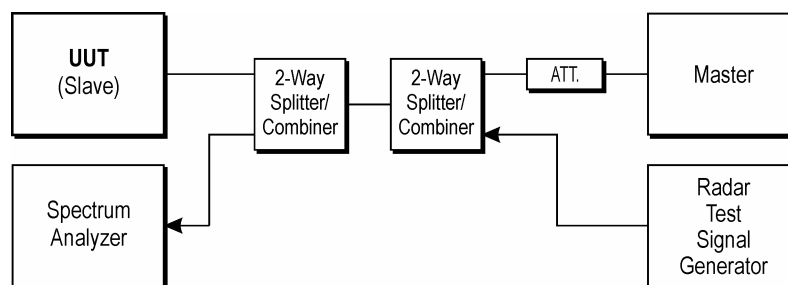 UUT
(Slave)
2-Way
Splitter/
Combiner
2-Way
Splitter/
Combiner
ATT.
Master
Spectrum
Analyzer
Radar
Test
Signal
Generator